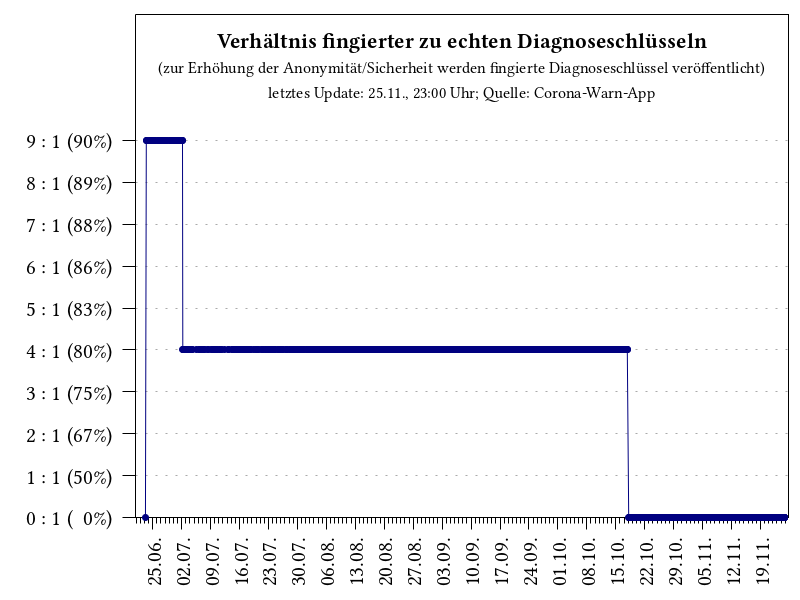 Verhältnis fingierter zu echten Diagnoseschlüsseln
(zur Erhöhung der Anonymität/Sicherheit werden fingierte Diagnoseschlüssel veröffentlicht)
letztes Update: 25.11., 23:00 Uhr; Quelle: Corona-Warn-App
9 : 1 (90%)
8 : 1 (89%)
7 : 1 (88%)
6 : 1 (86%)
5 : 1 (83%)
4 : 1 (80%)
3 : 1 (75%)
2 : 1 (67%)
1 : 1 (50%)
0 : 1 (  0%)
25.06.
02.07.
09.07.
16.07.
23.07.
30.07.
06.08.
13.08.
20.08.
27.08.
03.09.
10.09.
17.09.
24.09.
01.10.
08.10.
15.10.
22.10.
29.10.
05.11.
12.11.
19.11.